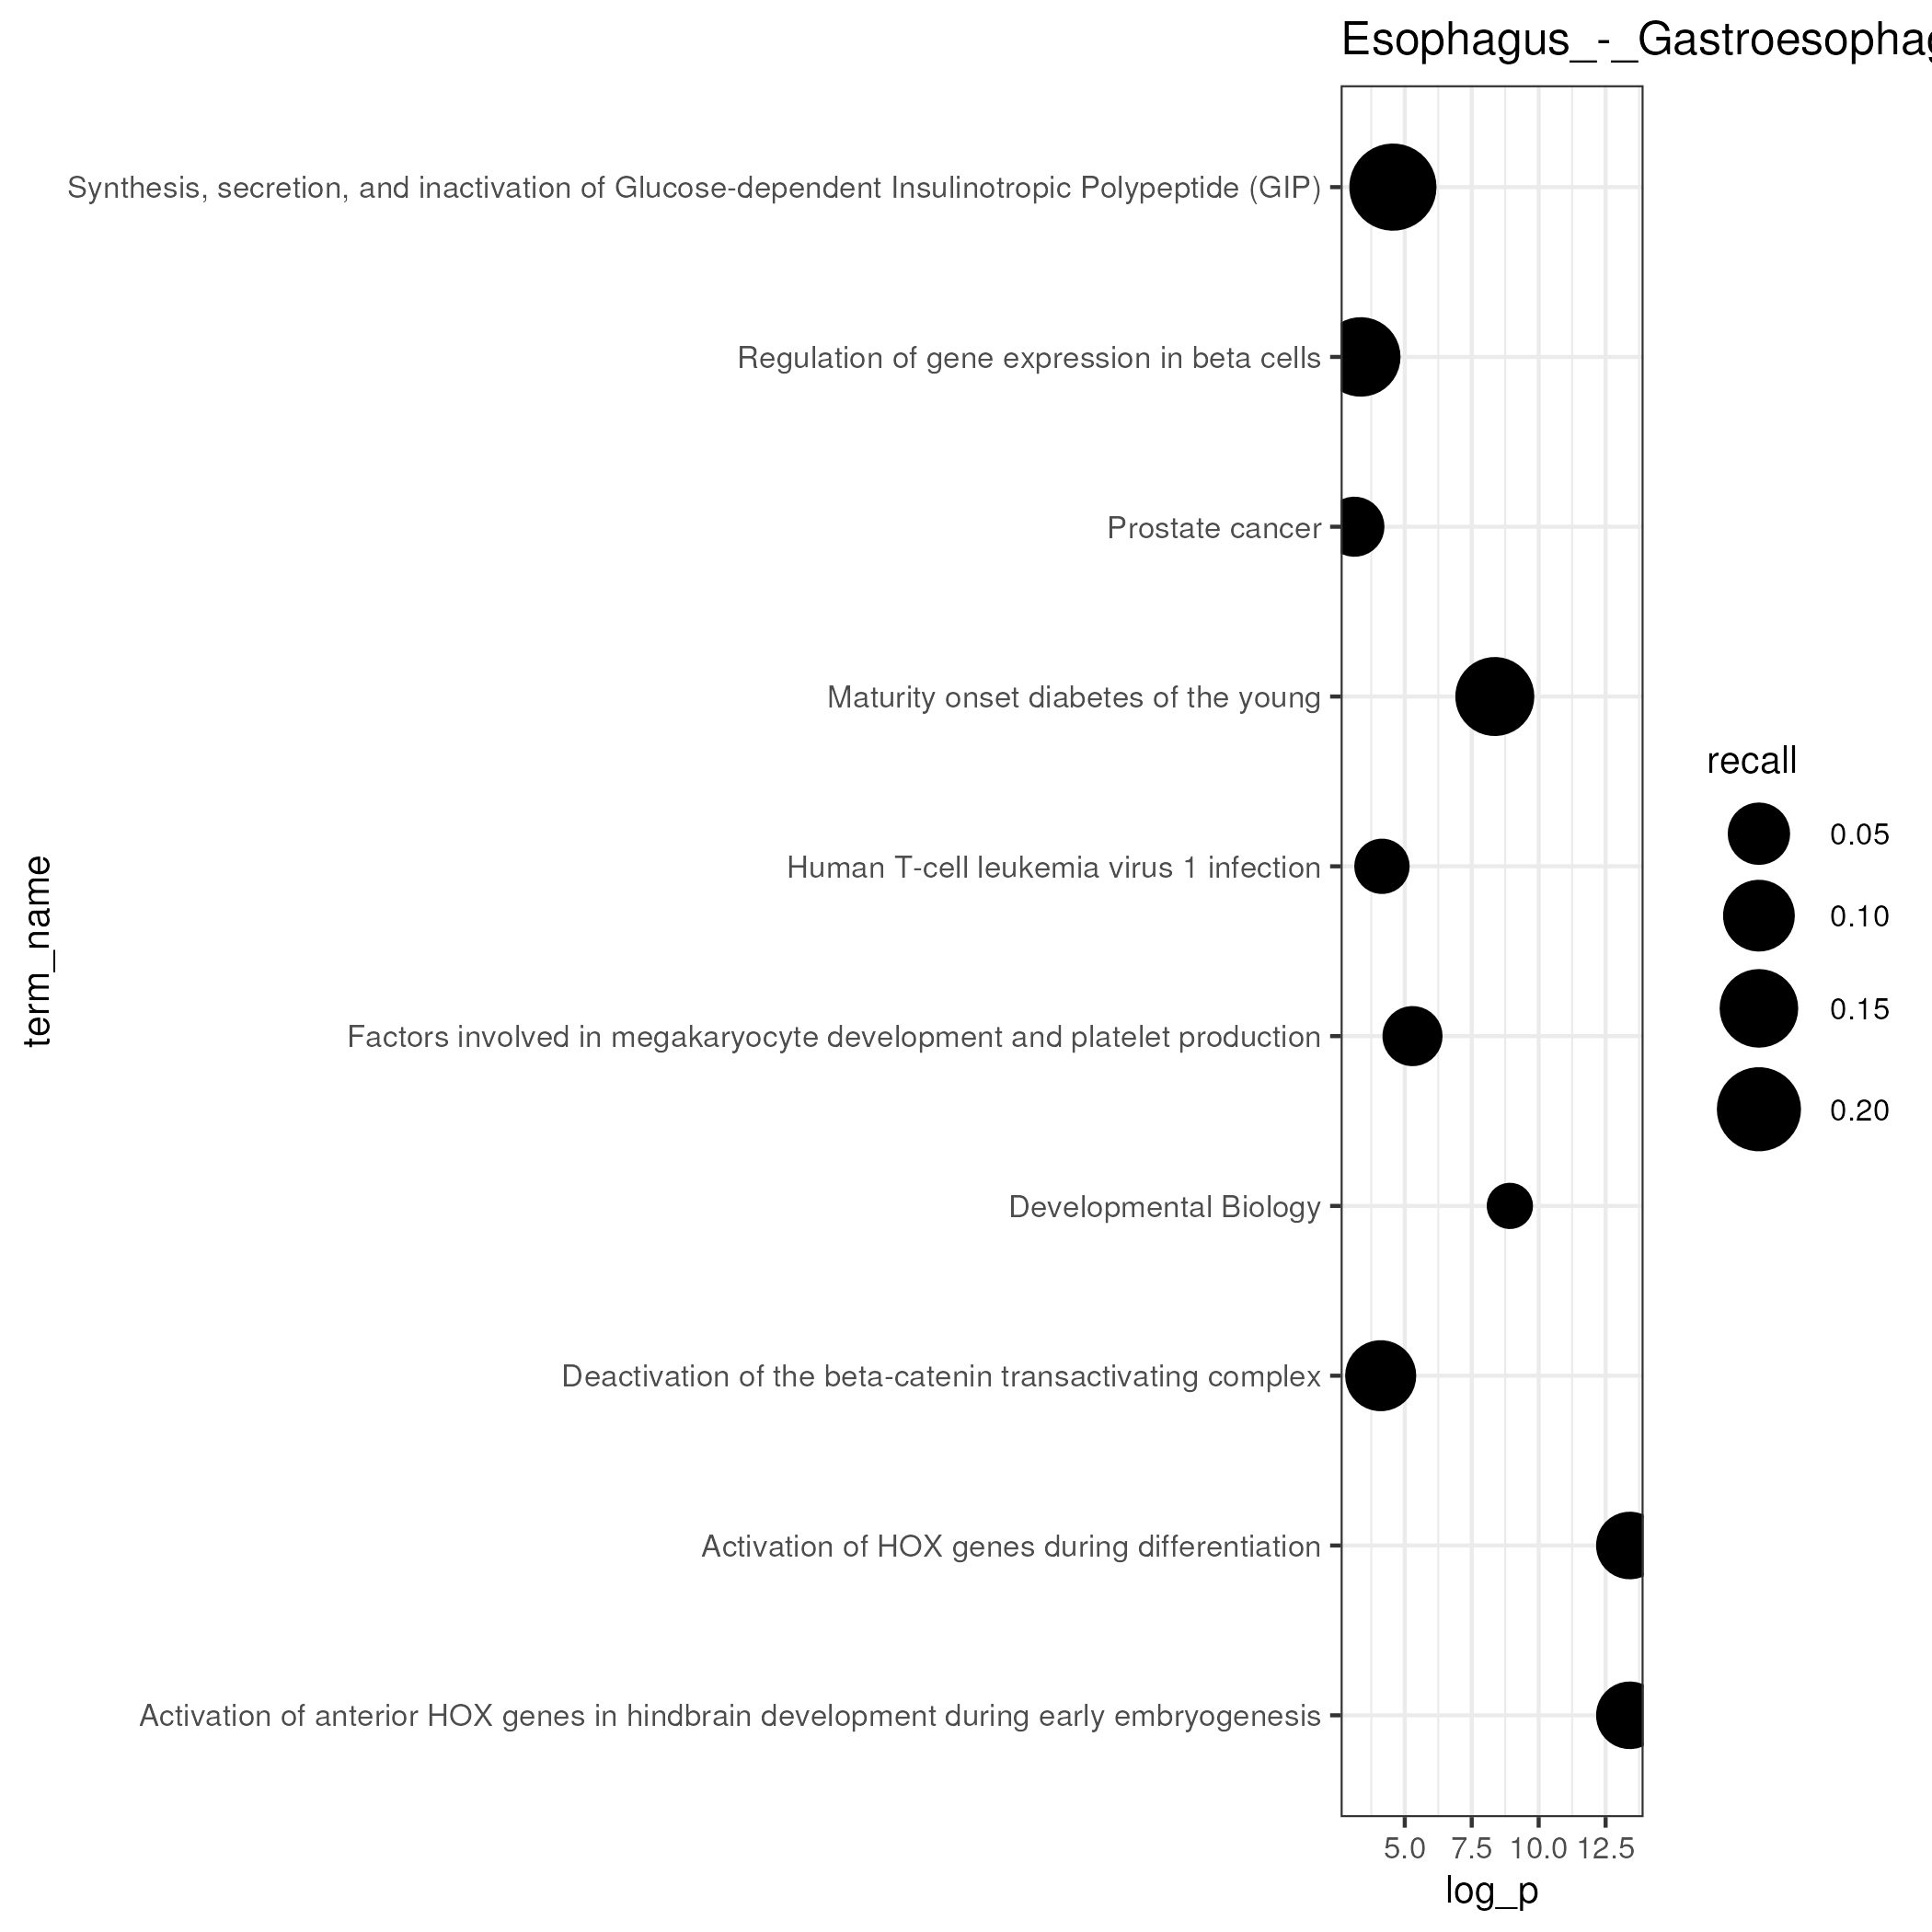 Esophagus_-_Gastroesophag
Synthesis, secretion, and inactivation of Glucose-dependent Insulinotropic Polypeptide (GIP)
Regulation of gene expression in beta cells
Prostate cancer
Maturity onset diabetes of the young
Human T-cell leukemia virus 1 infection
Factors involved in megakaryocyte development and platelet production
Developmental Biology
Deactivation of the beta-catenin transactivating complex
Activation of HOX genes during differentiation
Activation of anterior HOX genes in hindbrain development during early embryogenesis
term_name
5.0 7.5 10.0 12.5
log_p
recall
0.05
0.10
0.15
0.20